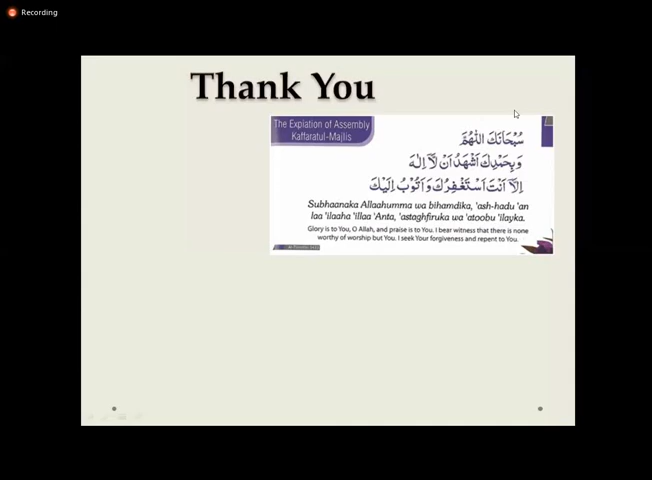 Recording
Thank You
The Expiation of Assembly
Kaffaratul-Majlis
سُبْحَانَكَ اللّٰهُمَّ
وَبِحَمْدِكَ اَشْهَدُ اَنْ لَّآ اِلٰهَ
اِلَّآ اَنْتَ اَسْتَغْفِرُكَ وَاَتُوْبُ اِلَيْكَ
Subhaanaka Allaahumma wa bihamdika, 'ash-hadu 'an
laa 'ilaaha 'illaa 'Anta, 'astaghfiruka wa 'atoobu 'ilayka.
Glory is to You, O Allah, and praise is to You. I bear witness that there is none
worthy of worship but You. I seek Your forgiveness and repent to You.